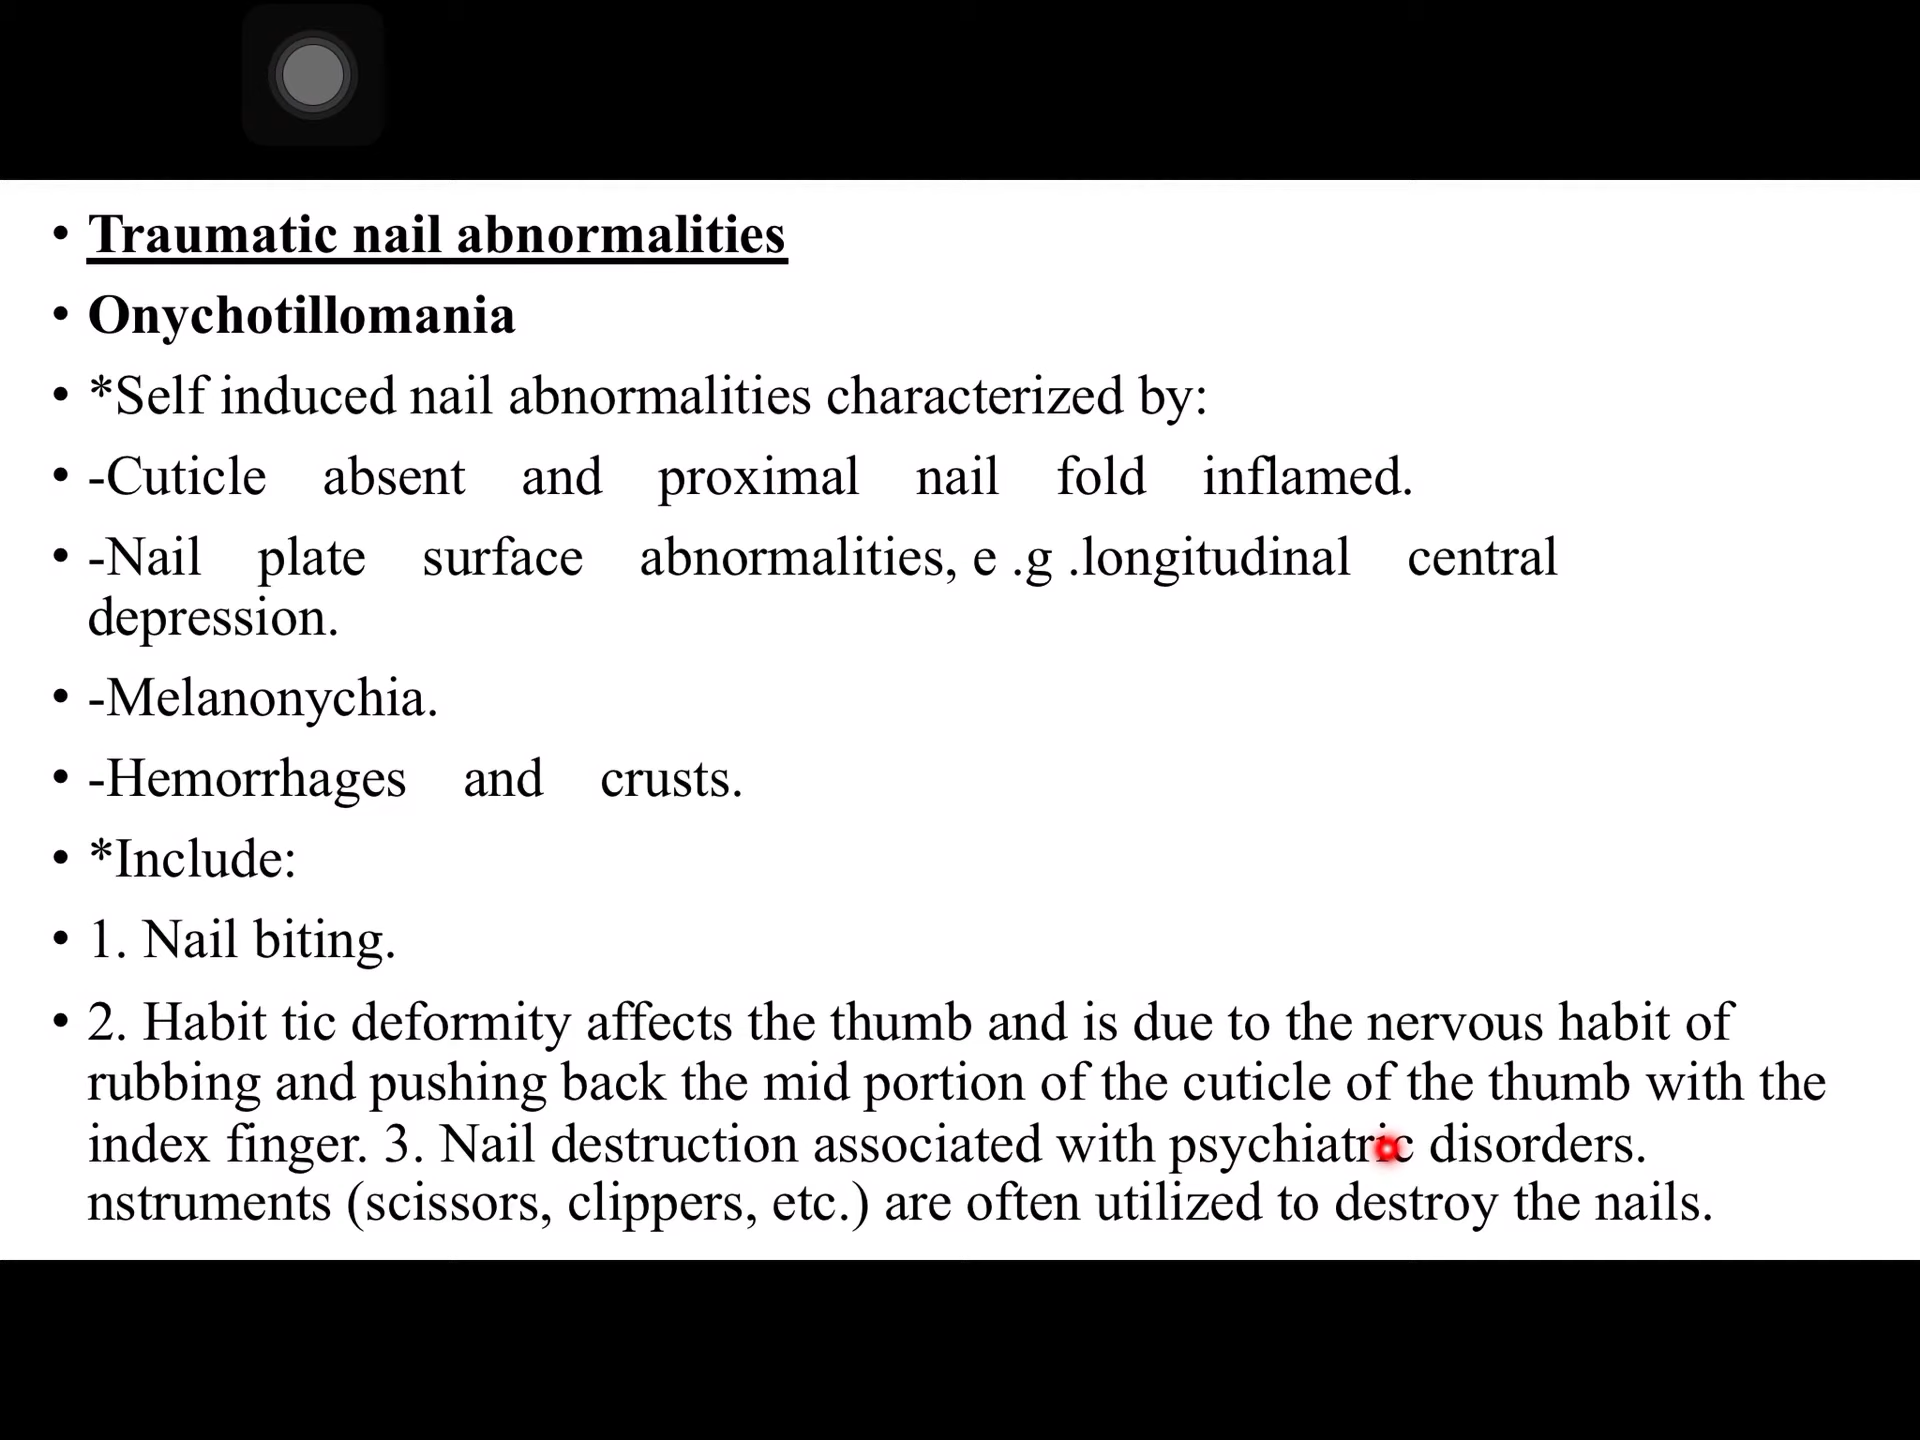 • Traumatic nail abnormalities
• Onychotillomania
• *Self induced nail abnormalities characterized by:
• -Cuticle absent and proximal nail fold inflamed.
• -Nail plate surface abnormalities, e .g .longitudinal central
depression.
• -Melanonychia.
• -Hemorrhages and crusts.
• *Include:
• 1. Nail biting.
• 2. Habit tic deformity affects the thumb and is due to the nervous habit of
rubbing and pushing back the mid portion of the cuticle of the thumb with the
index finger. 3. Nail destruction associated with psychiatric disorders.
nstruments (scissors, clippers, etc.) are often utilized to destroy the nails.